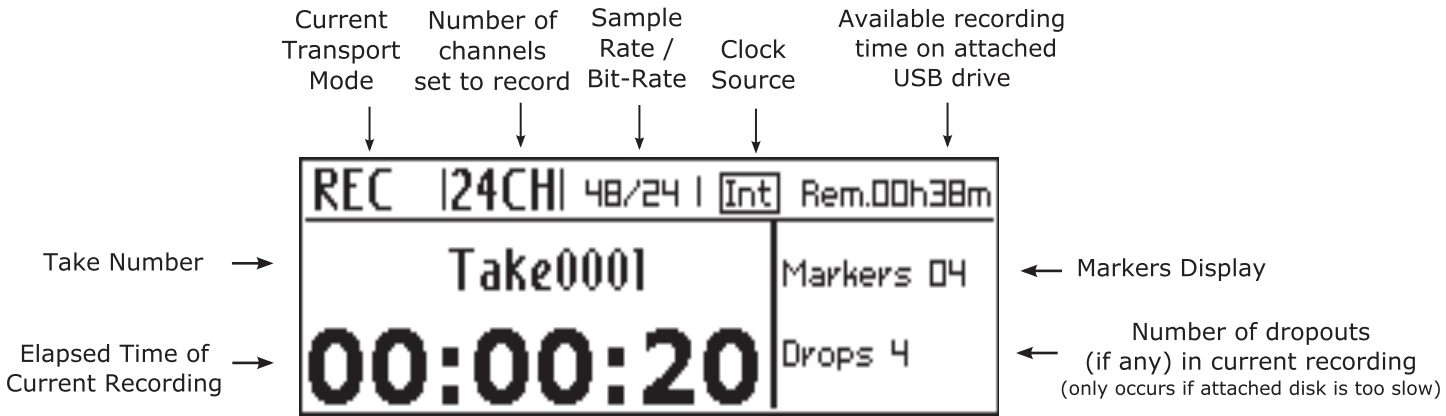 Current
Transport
Mode
Number of
channels
set to record
Sample
Rate /
Bit-Rate
Clock
Source
Available recording
time on attached
USB drive
REC |24CH| 48/24 | Int Rem.00h38m
Take Number
Take0001
Markers 04
Markers Display
Elapsed Time of
Current Recording
00:00:20
Drops 4
Number of dropouts
(if any) in current recording
(only occurs if attached disk is too slow)